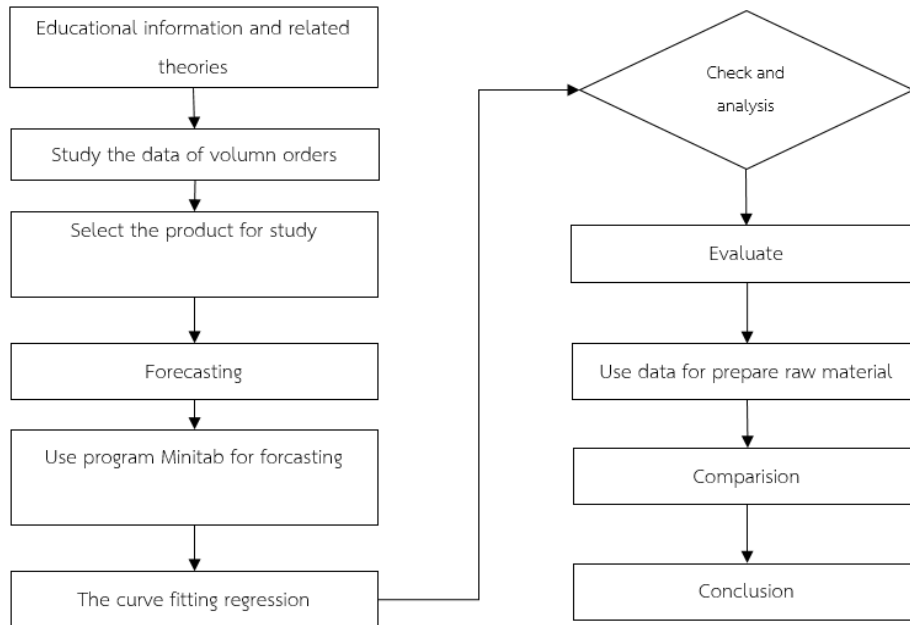 Educational information and related
theories
Study the data of volumn orders
Select the product for study
Forecasting
Use program Minitab for forcasting
The curve fitting regression
Check and
analysis
Evaluate
Use data for prepare raw material
Comparision
Conclusion